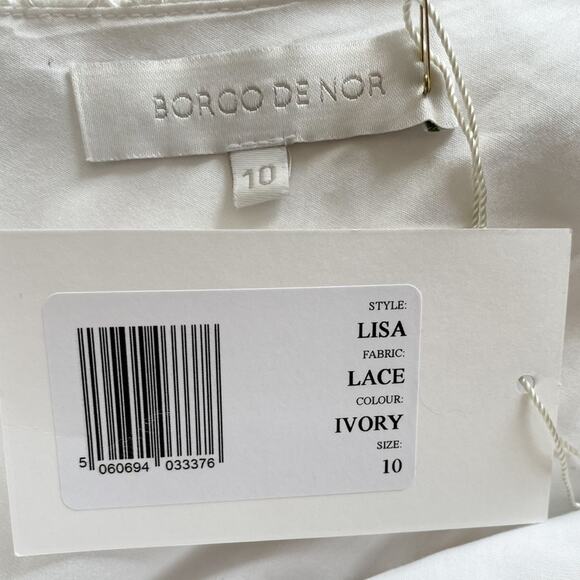 BORGO DE NOR
10
STYLE:
LISA
FABRIC:
LACE
COLOUR:
IVORY
SIZE:
10
5 060694 033376